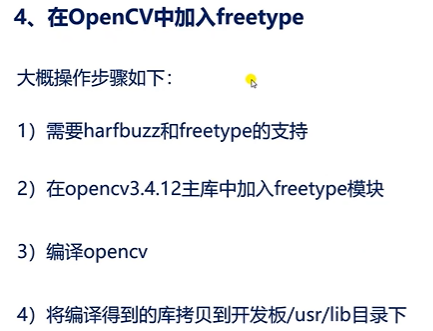 4、在OpenCV中加入freetype
大概操作步骤如下：
1）需要harfbuzz和freetype的支持
2）在opencv3.4.12主库中加入freetype模块
3）编译opencv
4）将编译得到的库拷贝到开发板/usr/lib目录下